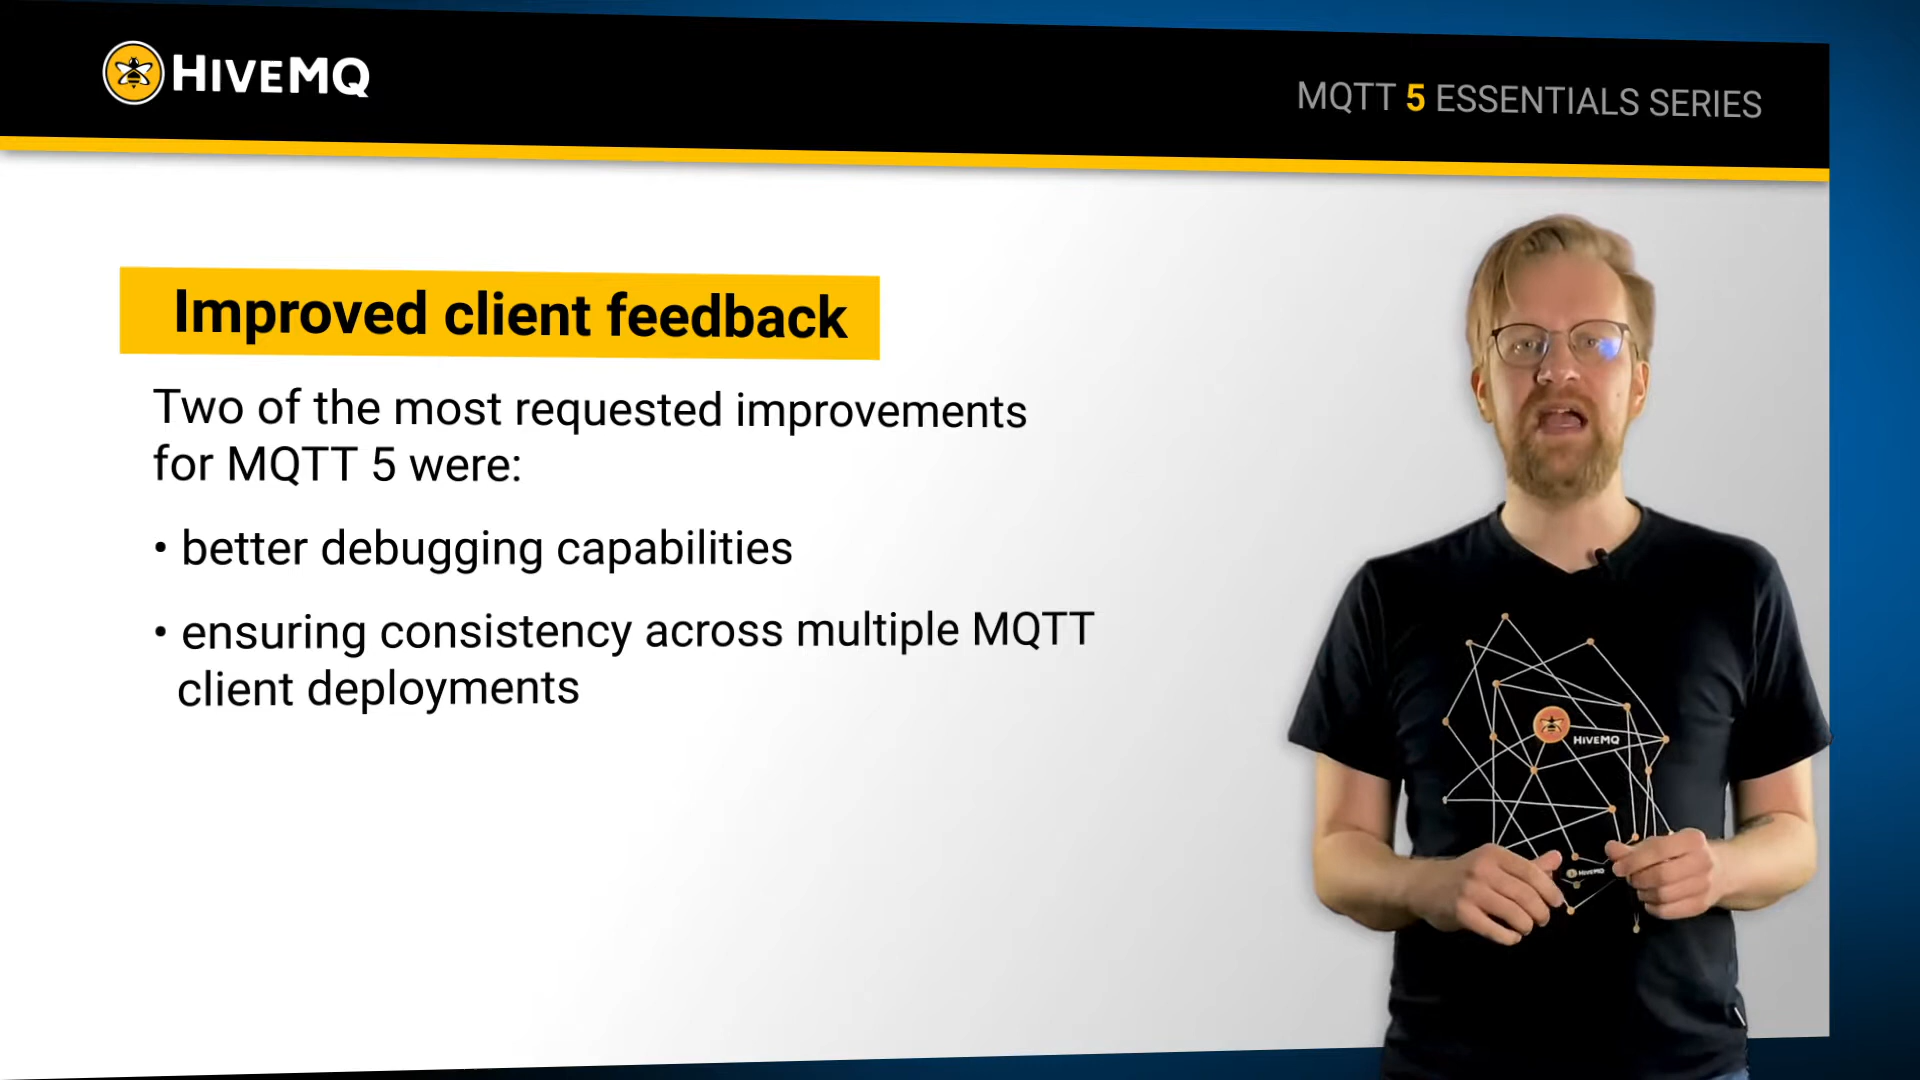 HIVEMQ
MQTT 5 ESSENTIALS SERIES
Improved client feedback
Two of the most requested improvements
for MQTT 5 were:
• better debugging capabilities
• ensuring consistency across multiple MQTT
client deployments
HIVEMQ
HIVEMQ